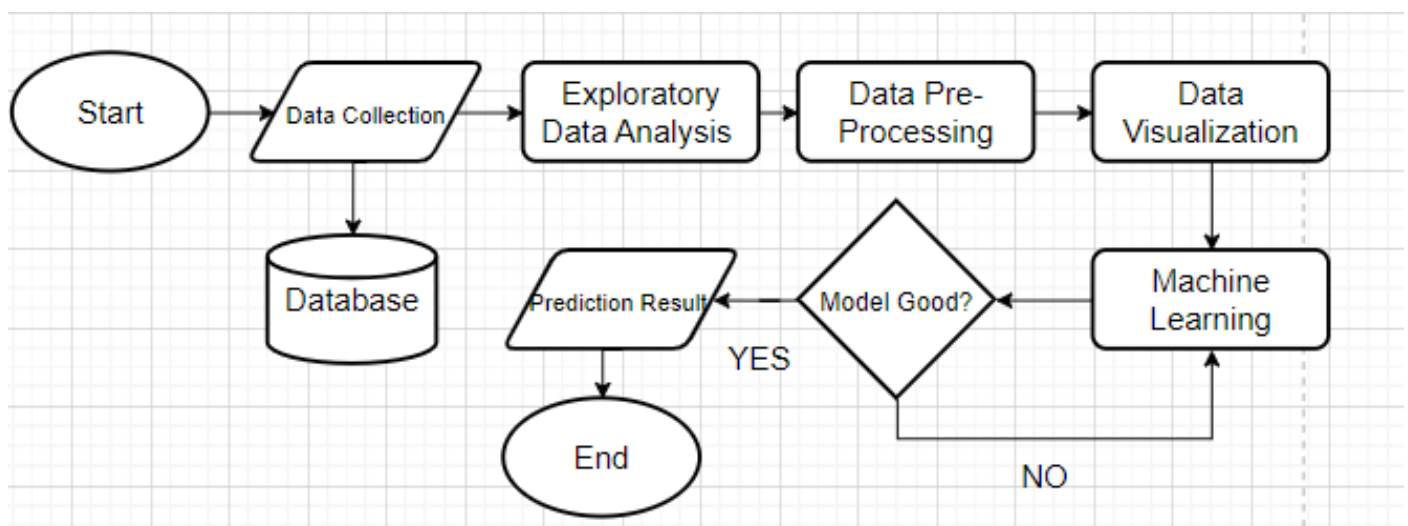 Start
Data Collection
Exploratory
Data Analysis
Data Pre-
Processing
Data
Visualization
Database
Prediction Result
Model Good?
Machine
Learning
YES
End
NO